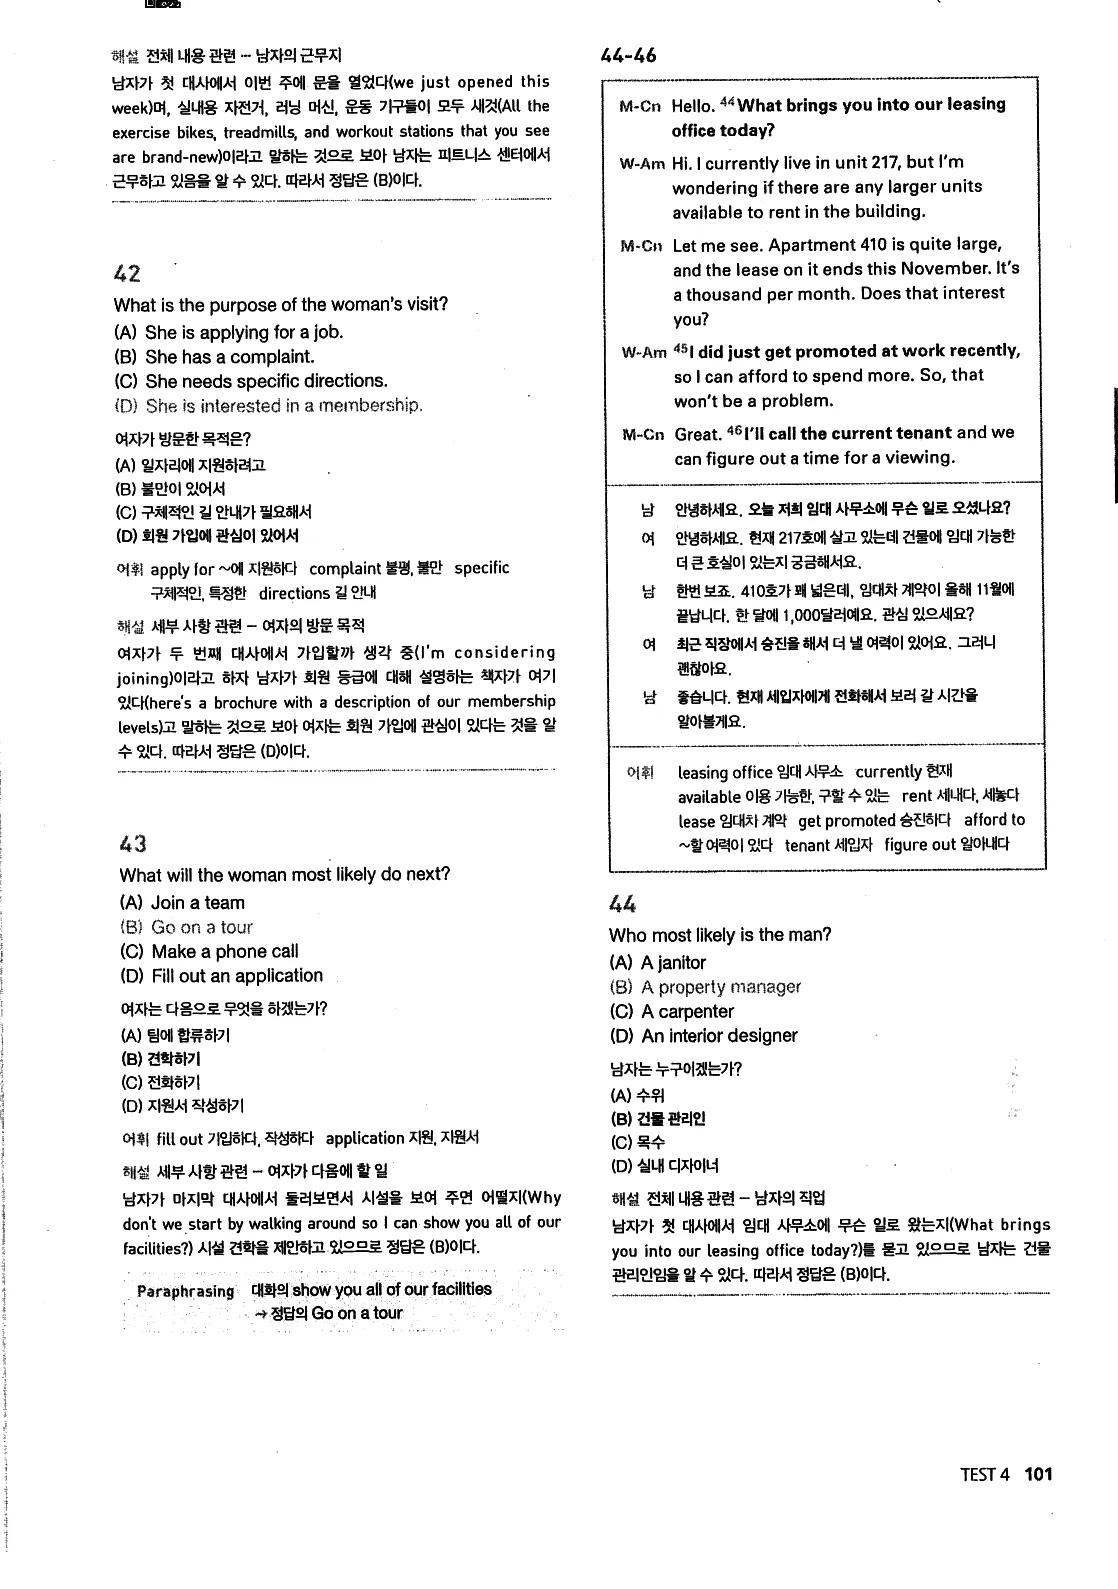 해설 전체 내용 관련 – 남자의 근무지
남자가 첫 대사에서 이번 주에 문을 열었다(we just opened this
week)며, 실내용 자전거, 러닝 머신, 운동 기구들이 모두 새것(All the
exercise bikes, treadmills, and workout stations that you see
are brand-new)이라고 말하는 것으로 보아 남자는 피트니스 센터에서
근무하고 있음을 알 수 있다. 따라서 정답은 (B)이다.
42
What is the purpose of the woman's visit?
(A) She is applying for a job.
(B) She has a complaint.
(C) She needs specific directions.
(D) She is interested in a membership.
여자가 방문한 목적은?
(A) 일자리에 지원하려고
(B) 불만이 있어서
(C) 구체적인 길 안내가 필요해서
(D) 회원 가입에 관심이 있어서
어휘 apply for ~에 지원하다 complaint 불평, 불만 specific
구체적인, 특정한 directions 길 안내
해설 세부 사항 관련 – 여자의 방문 목적
여자가 두 번째 대사에서 가입할까 생각 중(I'm considering
joining)이라고 하자 남자가 회원 등급에 대해 설명하는 책자가 여기
있다(here's a brochure with a description of our membership
levels)고 말하는 것으로 보아 여자는 회원 가입에 관심이 있다는 것을 알
수 있다. 따라서 정답은 (D)이다.
43
What will the woman most likely do next?
(A) Join a team
(B) Go on a tour
(C) Make a phone call
(D) Fill out an application
여자는 다음으로 무엇을 하겠는가?
(A) 팀에 합류하기
(B) 견학하기
(C) 전화하기
(D) 지원서 작성하기
어휘 fill out 기입하다, 작성하다 application 지원, 지원서
해설 세부 사항 관련 – 여자가 다음에 할 일
남자가 마지막 대사에서 둘러보면서 시설을 보여 주면 어떨지(Why
don't we start by walking around so I can show you all of our
facilities?) 시설 견학을 제안하고 있으므로 정답은 (B)이다.
Paraphrasing 대화의 show you all of our facilities
→ 정답의 Go on a tour
44-46
M-Cn Hello. 44What brings you into our leasing
office today?
W-Am Hi. I currently live in unit 217, but I'm
wondering if there are any larger units
available to rent in the building.
M-Cn Let me see. Apartment 410 is quite large,
and the lease on it ends this November. It's
a thousand per month. Does that interest
you?
W-Am 45I did just get promoted at work recently,
so I can afford to spend more. So, that
won't be a problem.
M-Cn Great. 46I'll call the current tenant and we
can figure out a time for a viewing.
남 안녕하세요. 오늘 저희 임대 사무소에 무슨 일로 오셨나요?
여 안녕하세요. 현재 217호에 살고 있는데 건물에 임대 가능한
더 큰 호실이 있는지 궁금해서요.
남 한번 보죠. 410호가 꽤 넓은데, 임대차 계약이 올해 11월에
끝납니다. 한 달에 1,000달러예요. 관심 있으세요?
여 최근 직장에서 승진을 해서 더 낼 여력이 있어요. 그러니
괜찮아요.
남 좋습니다. 현재 세입자에게 전화해서 보러 갈 시간을
알아볼게요.
어휘 leasing office 임대 사무소 currently 현재
available 이용 가능한, 구할 수 있는 rent 세내다, 세놓다
lease 임대차 계약 get promoted 승진하다 afford to
~할 여력이 있다 tenant 세입자 figure out 알아내다
44
Who most likely is the man?
(A) A janitor
(B) A property manager
(C) A carpenter
(D) An interior designer
남자는 누구이겠는가?
(A) 수위
(B) 건물 관리인
(C) 목수
(D) 실내 디자이너
해설 전체 내용 관련 – 남자의 직업
남자가 첫 대사에서 임대 사무소에 무슨 일로 왔는지(What brings
you into our leasing office today?)를 묻고 있으므로 남자는 건물
관리인임을 알 수 있다. 따라서 정답은 (B)이다.
TEST 4 101